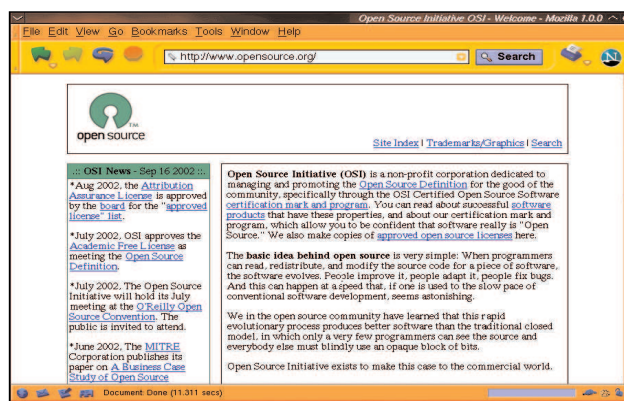 Open Source Initiative OSI - Welcome - Mozilla 1.0.0
File Edit View Go Bookmarks Tools Window Help
http://www.opensource.org/
Search
N
TM
open source
Site Index | Trademarks/Graphics | Search
.:: OSI News - Sep 16 2002 ::.
*Aug 2002, the Attribution
Assurance License is approved
by the board for the "approved
license" list.
*July 2002, OSI approves the
Academic Free License as
meeting the Open Source
Definition.
*July 2002, The Open Source
Initiative will hold its July
meeting at the O'Reilly Open
Source Convention. The
public is invited to attend.
*June 2002, The MITRE
Corporation publishes its
paper on A Business Case
Study of Open Source
Open Source Initiative (OSI) is a non-profit corporation dedicated to
managing and promoting the Open Source Definition for the good of the
community, specifically through the OSI Certified Open Source Software
certification mark and program. You can read about successful software
products that have these properties, and about our certification mark and
program, which allow you to be confident that software really is "Open
Source." We also make copies of approved open source licenses here.
The basic idea behind open source is very simple: When programmers
can read, redistribute, and modify the source code for a piece of software,
the software evolves. People improve it, people adapt it, people fix bugs.
And this can happen at a speed that, if one is used to the slow pace of
conventional software development, seems astonishing.
We in the open source community have learned that this rapid
evolutionary process produces better software than the traditional closed
model, in which only a very few programmers can see the source and
everybody else must blindly use an opaque block of bits.
Open Source Initiative exists to make this case to the commercial world.
Document: Done (11.311 secs)